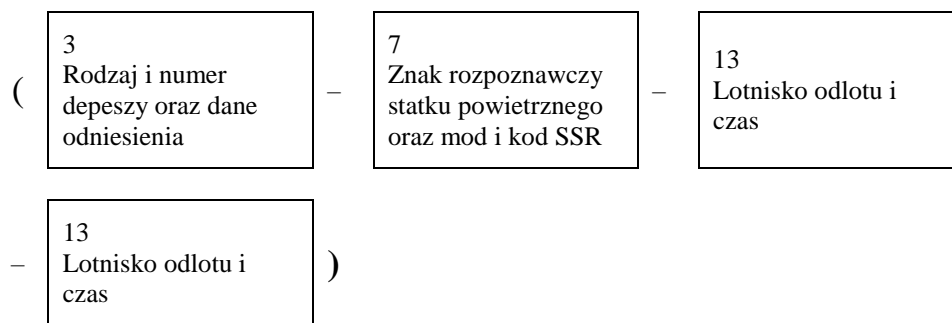 ( 3 – 7 – 13
Rodzaj i numer depeszy oraz dane odniesienia
Znak rozpoznawczy statku powietrznego oraz mod i kod SSR
Lotnisko odlotu i czas
– 13 )
Lotnisko odlotu i czas